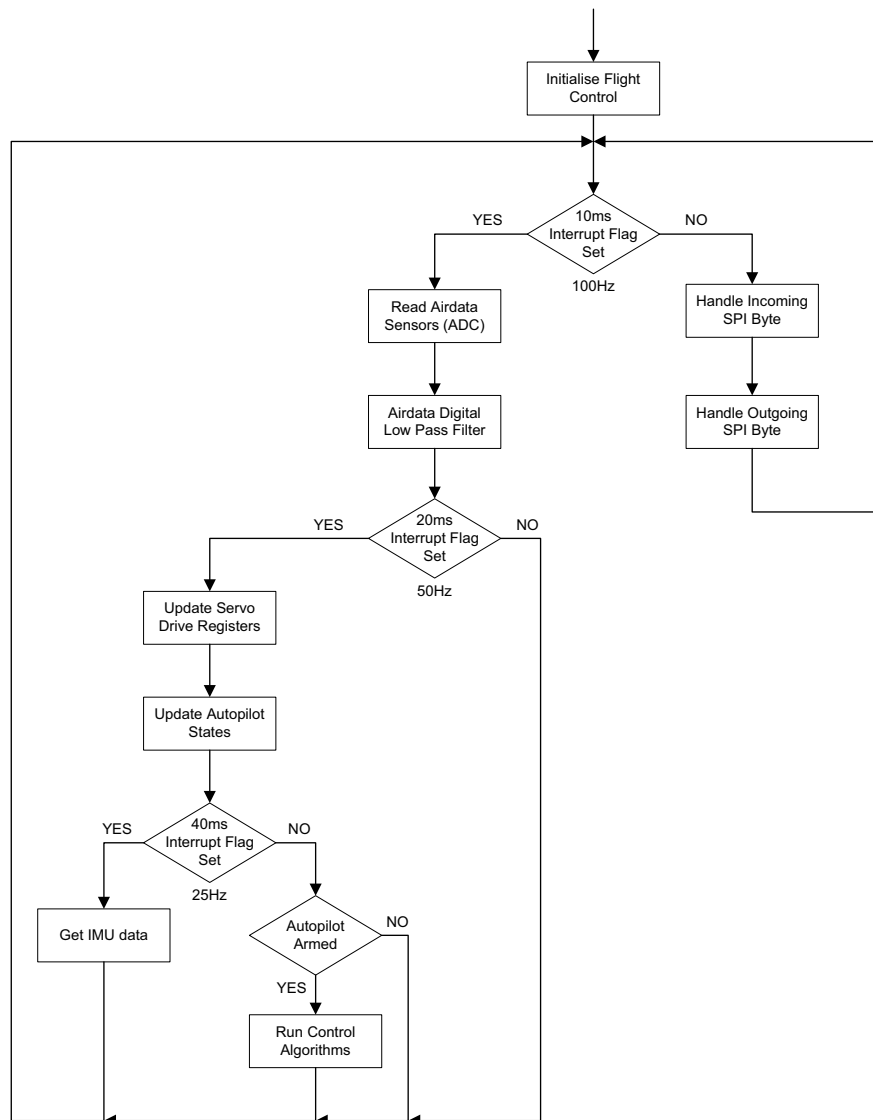 Initialise Flight
Control
YES
10ms
Interrupt Flag
Set
NO
100Hz
Read Airdata
Sensors (ADC)
Handle Incoming
SPI Byte
Airdata Digital
Low Pass Filter
Handle Outgoing
SPI Byte
YES
20ms
Interrupt Flag
Set
NO
50Hz
Update Servo
Drive Registers
Update Autopilot
States
YES
40ms
Interrupt Flag
Set
NO
25Hz
Get IMU data
Autopilot
Armed
NO
YES
Run Control
Algorithms